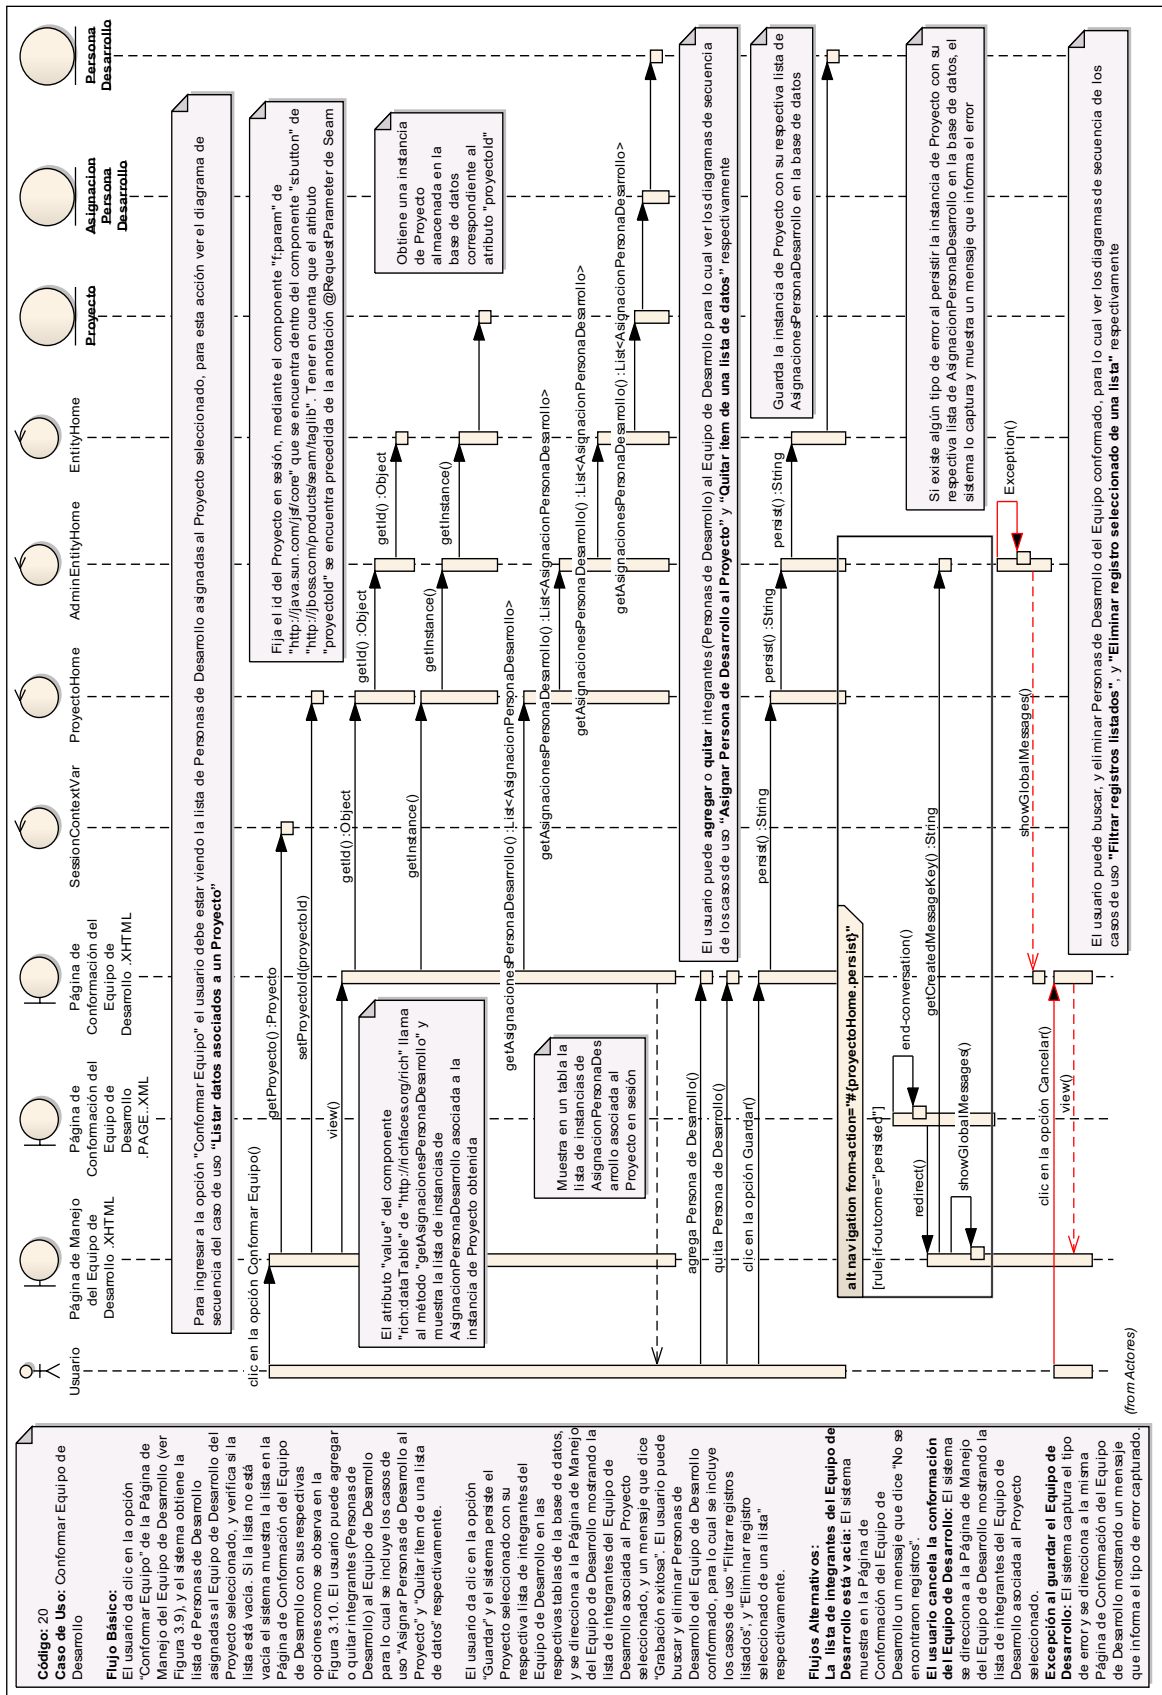 Código: 20
Caso de Uso: Conformar Equipo de
Desarrollo
Flujo Básico:
El usuario da clic en la opción
"Conformar Equipo" de la Página de
Manejo del Equipo de Desarrollo (ver
Figura 3.9), y el sistema obtiene la
lista de Personas de Desarrollo
asignadas al Equipo de Desarrollo del
Proyecto seleccionado, y verifica si la
lista está vacía. Si la lista no está
vacía el sistema muestra la lista en la
Página de Conformación del Equipo
de Desarrollo con sus respectivas
opciones como se observa en la
Figura 3.10. El usuario puede agregar
o quitar integrantes (Personas de
Desarrollo) al Equipo de Desarrollo
para lo cual se incluye los casos de
uso "Asignar Personas de Desarrollo al
Proyecto" y "Quitar item de una lista
de datos" respectivamente.
El usuario da clic en la opción
"Guardar" y el sistema persiste el
Proyecto seleccionado con su
respectiva lista de integrantes del
Equipo de Desarrollo en las
respectivas tablas de la base de datos,
y se direcciona a la Página de Manejo
del Equipo de Desarrollo mostrando la
lista de integrantes del Equipo de
Desarrollo asociada al Proyecto
seleccionado, y un mensaje que dice
"Grabación exitosa". El usuario puede
buscar y eliminar Personas de
Desarrollo del Equipo de Desarrollo
conformado, para lo cual se incluye
los casos de uso "Filtrar registros
listados", y "Eliminar registro
seleccionado de una lista"
respectivamente.
Flujos Alternativos:
La lista de integrantes del Equipo de
Desarrollo está vacía: El sistema
muestra en la Página de
Conformación del Equipo de
Desarrollo un mensaje que dice "No se
encontraron registros".
El usuario cancela la conformación
del Equipo de Desarrollo: El sistema
se direcciona a la Página de Manejo
del Equipo de Desarrollo mostrando la
lista de integrantes del Equipo de
Desarrollo asociada al Proyecto
seleccionado.
Excepción al guardar el Equipo de
Desarrollo: El sistema captura el tipo
de error y se direcciona a la misma
Página de Conformación del Equipo
de Desarrollo mostrando un mensaje
que informa el tipo de error capturado.
Usuario
Página de Manejo
del Equipo de
Desarrollo .XHTML
Página de
Conformación del
Equipo de
Desarrollo
.PAGE..XML
Página de
Conformación del
Equipo de
Desarrollo .XHTML
SessionContextVar
ProyectoHome
AdminEntityHome
EntityHome
Proyecto
Asignacion
Persona
Desarrollo
Persona
Desarrollo
Para ingresar a la opción "Conformar Equipo" el usuario debe estar viendo la lista de Personas de Desarrollo asignadas al Proyecto seleccionado, para esta acción ver el diagrama de
secuencia del caso de uso "Listar datos asociados a un Proyecto"
clic en la opción Conformar Equipo()
getProyecto() :Proyecto
setProyectoId(proyectoId)
Fija el id del Proyecto en sesión, mediante el componente "f:param" de
"http://java.sun.com/jsf/core" que se encuentra dentro del componente "s:button" de
"http://jboss.com/products/seam/taglib". Tener en cuenta que el atributo
"proyectoId" se encuentra precedida de la anotación @RequestParameter de Seam
view()
getId() :Object
getId() :Object
getId() :Object
Obtiene una instancia
de Proyecto
almacenada en la
base de datos
correspondiente al
atributo "proyectoId"
El atributo "value" del componente
"rich:dataTable" de "http://richfaces.org/rich" llama
al método "getAsignacionesPersonaDesarrollo" y
muestra la lista de instancias de
AsignacionPersonaDesarrollo asociada a la
instancia de Proyecto obtenida
getInstance()
getInstance()
getInstance()
getAsignacionesPersonaDesarrollo() :List<AsignacionPersonaDesarrollo>
getAsignacionesPersonaDesarrollo() :List<AsignacionPersonaDesarrollo>
getAsignacionesPersonaDesarrollo() :List<AsignacionPersonaDesarrollo>
getAsignacionesPersonaDesarrollo() :List<AsignacionPersonaDesarrollo>
Muestra en un tabla la
lista de instancias de
AsignacionPersonaDes
arrollo asociada al
Proyecto en sesión
El usuario puede agregar o quitar integrantes (Personas de Desarrollo) al Equipo de Desarrollo para lo cual ver los diagramas de secuencia
de los casos de uso "Asignar Persona de Desarrollo al Proyecto" y "Quitar ítem de una lista de datos" respectivamente
agrega Persona de Desarrollo()
quita Persona de Desarrollo()
clic en la opción Guardar()
persist() :String
persist() :String
persist() :String
Guarda la instancia de Proyecto con su respectiva lista de
AsignacionesPersonaDesarrollo en la base de datos
alt navigation from-action="#{proyectoHome.persist}"
[rule if-outcome="persisted"]
end-conversation()
redirect()
getCreatedMessageKey() :String
showGlobalMessages()
Si existe algún tipo de error al persistir la instancia de Proyecto con su
respectiva lista de AsignacionPersonaDesarrollo en la base de datos, el
sistema lo captura y muestra un mensaje que informa el error
Exception()
showGlobalMessages()
clic en la opción Cancelar()
view()
El usuario puede buscar, y eliminar Personas de Desarrollo del Equipo conformado, para lo cual ver los diagramas de secuencia de los
casos de uso "Filtrar registros listados", y "Eliminar registro seleccionado de una lista" respectivamente
(from Actores)